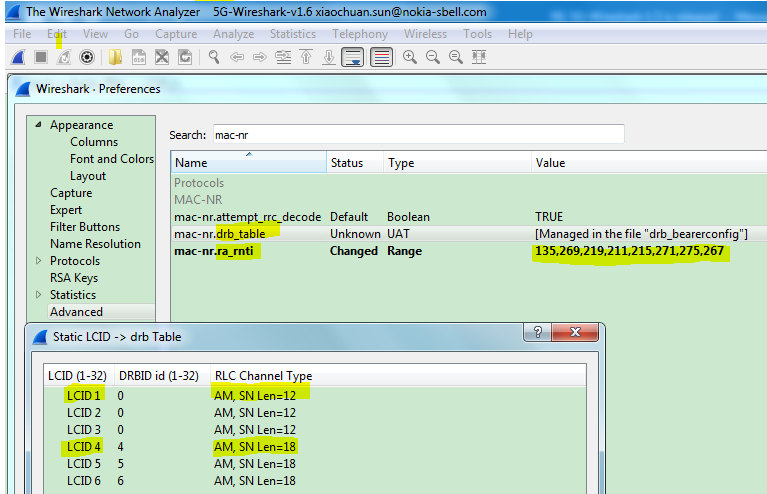 The Wireshark Network Analyzer 5G-Wireshark-v1.6 xiaochuan.sun@nokia-sbell.com
File Edit View Go Capture Analyze Statistics Telephony Wireless Tools Help
Wireshark · Preferences
Appearance
Columns
Font and Colors
Layout
Capture
Expert
Filter Buttons
Name Resolution
Protocols
RSA Keys
Statistics
Advanced
Search: mac-nr
Name Status Type Value
Protocols
MAC-NR
mac-nr.attempt_rrc_decode Default Boolean TRUE
mac-nr.drb_table Unknown UAT [Managed in the file "drb_bearerconfig"]
mac-nr.ra_rnti Changed Range 135,269,219,211,215,271,275,267
Static LCID -> drb Table
LCID (1-32) DRBID id (1-32) RLC Channel Type
LCID 1 0 AM, SN Len=12
LCID 2 0 AM, SN Len=12
LCID 3 0 AM, SN Len=12
LCID 4 4 AM, SN Len=18
LCID 5 5 AM, SN Len=18
LCID 6 6 AM, SN Len=18